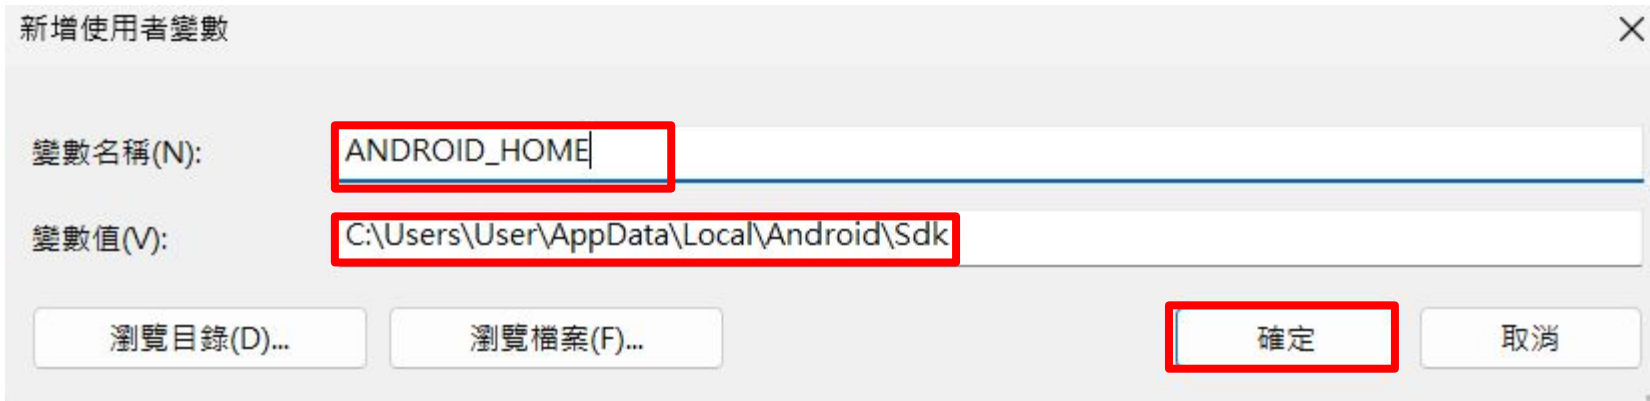 新增使用者變數
變數名稱(N):
ANDROID_HOME
變數值(V):
C:\Users\User\AppData\Local\Android\Sdk
瀏覽目錄(D)...
瀏覽檔案(F)...
確定
取消